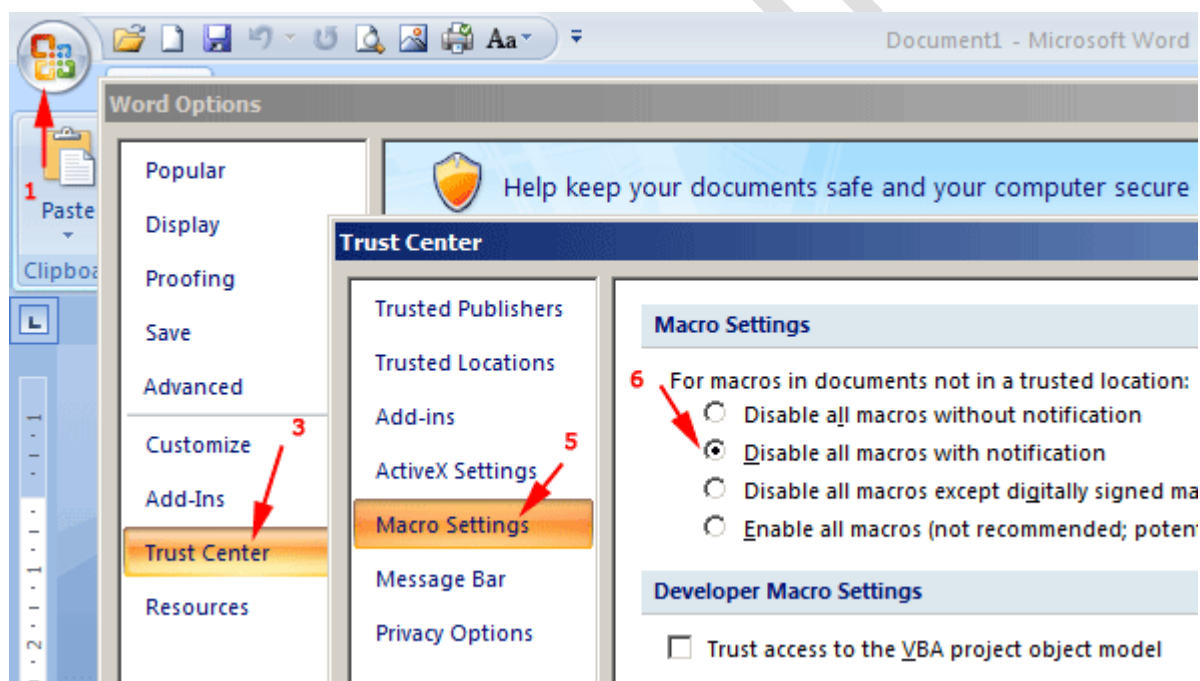 Aa
Document1 - Microsoft Word
Word Options
1
Paste
Popular
Display
Proofing
Save
Advanced
3
Customize
Add-Ins
Trust Center
Resources
Help keep your documents safe and your computer secure
Trust Center
Trusted Publishers
Trusted Locations
Add-ins
5
ActiveX Settings
Macro Settings
Message Bar
Privacy Options
Macro Settings
6 For macros in documents not in a trusted location:
Disable all macros without notification
Disable all macros with notification
Disable all macros except digitally signed
Enable all macros (not recommended;
Developer Macro Settings
Trust access to the VBA project object model
L
1
1
2